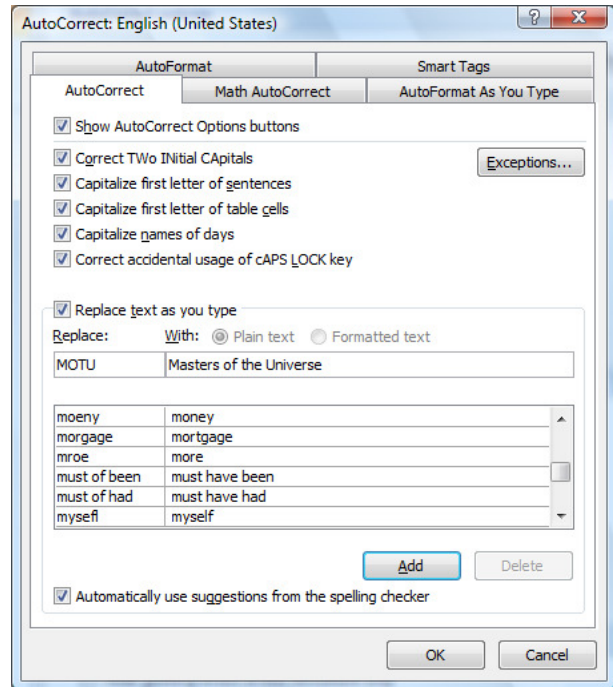 AutoCorrect: English (United States)
AutoFormat Smart Tags
AutoCorrect Math AutoCorrect AutoFormat As You Type
Show AutoCorrect Options buttons
Correct TWo INitial CApitals Exceptions...
Capitalize first letter of sentences
Capitalize first letter of table cells
Capitalize names of days
Correct accidental usage of cAPS LOCK key
Replace text as you type
Replace: With: Plain text Formatted text
MOTU Masters of the Universe
moeny money
morgage mortgage
mroe more
must of been must have been
must of had must have had
mysefl myself
Add Delete
Automatically use suggestions from the spelling checker
OK Cancel